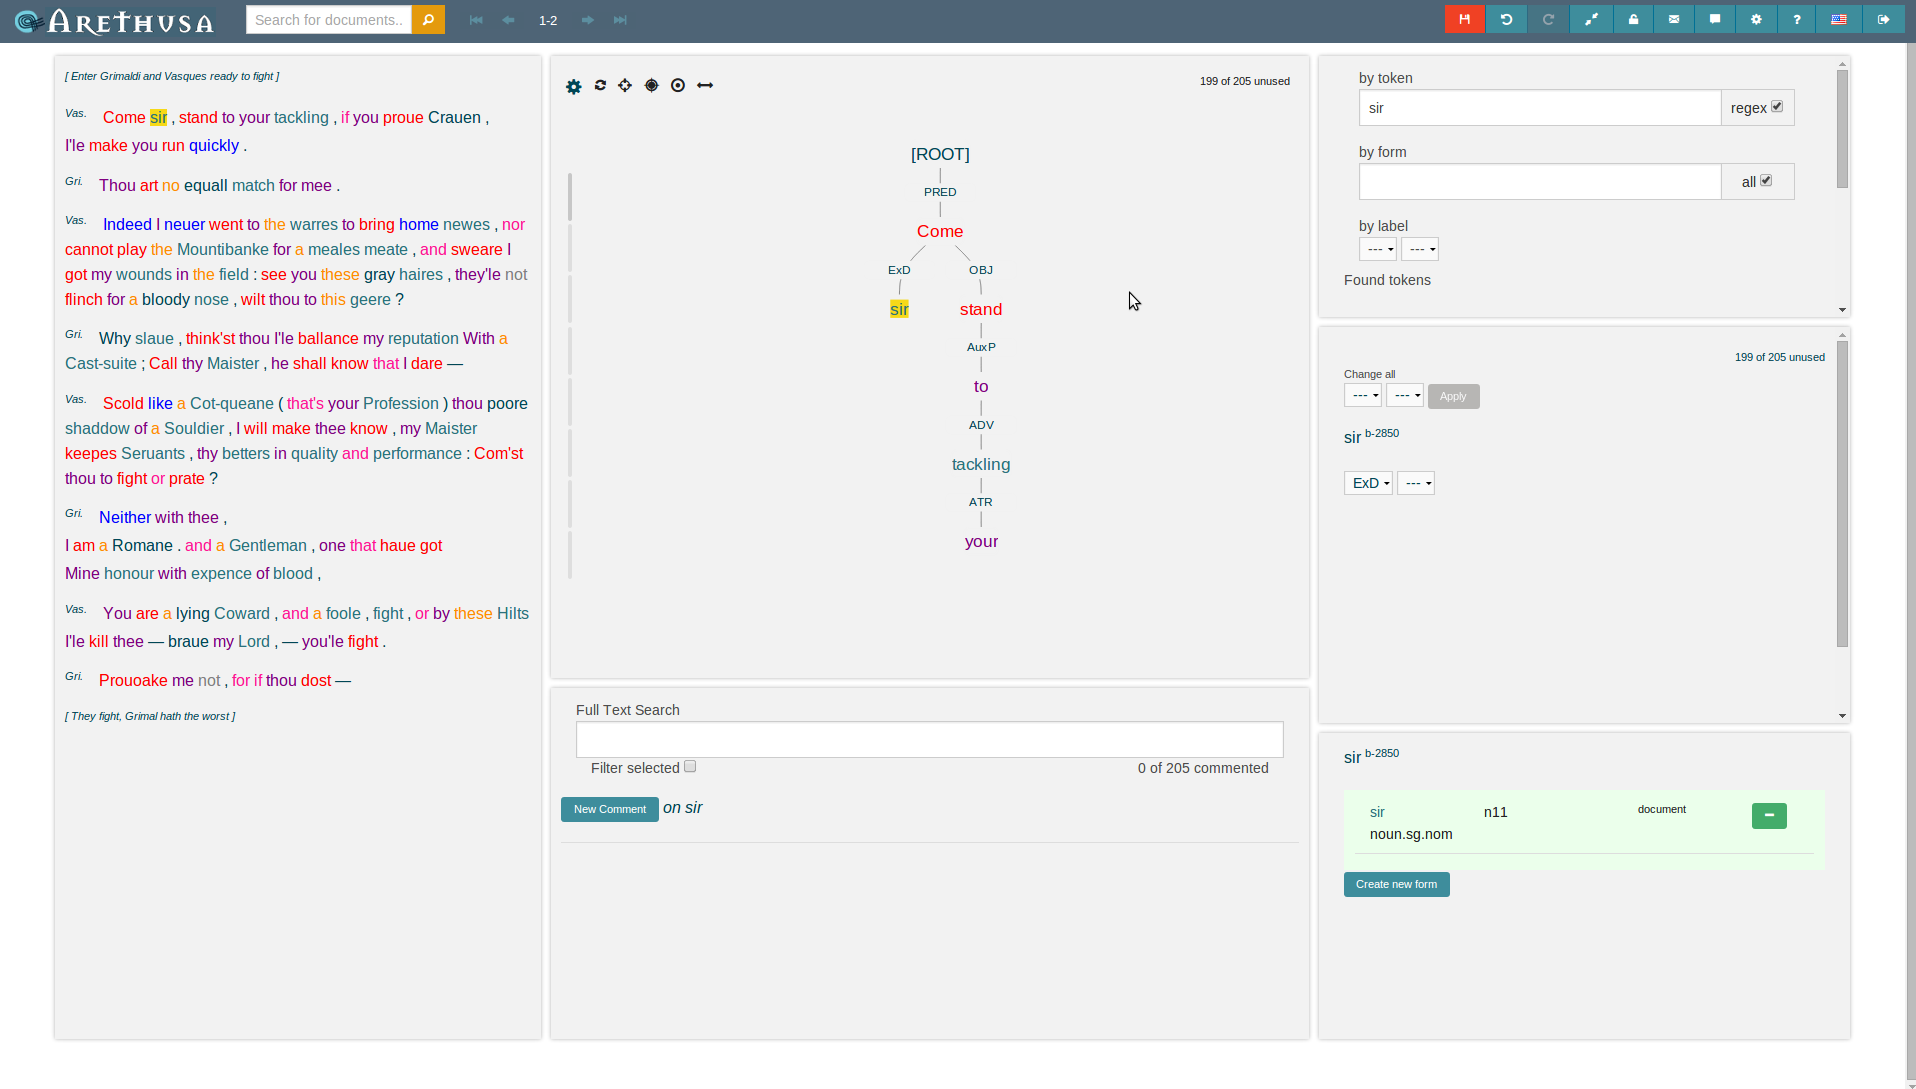 ARETHUSA
Search for documents..
1-2
[ Enter Grimaldi and Vasques ready to fight ]
Vas. Come sir , stand to your tackling , if you proue Crauen ,
I'le make you run quickly .
Gri. Thou art no equall match for mee .
Vas. Indeed I neuer went to the warres to bring home newes , nor
cannot play the Mountibanke for a meales meate , and sweare I
got my wounds in the field : see you these gray haires , they'le not
flinch for a bloody nose , wilt thou to this geere ?
Gri. Why slaue , think'st thou I'le ballance my reputation With a
Cast-suite ; Call thy Maister , he shall know that I dare —
Vas. Scold like a Cot-queane ( that's your Profession ) thou poore
shaddow of a Souldier , I will make thee know , my Maister
keepes Seruants , thy betters in quality and performance : Com'st
thou to fight or prate ?
Gri. Neither with thee ,
I am a Romane . and a Gentleman , one that haue got
Mine honour with expence of blood ,
Vas. You are a lying Coward , and a foole , fight , or by these Hilts
I'le kill thee — braue my Lord , — you'le fight .
Gri. Prouoake me not , for if thou dost —
[ They fight, Grimal hath the worst ]
199 of 205 unused
[ROOT]
PRED
Come
ExD OBJ
sir stand
AuxP
to
ADV
tackling
ATR
your
Full Text Search
Filter selected 0 of 205 commented
New Comment on sir
by token
sir regex
by form
all
by label
--- ---
Found tokens
199 of 205 unused
Change all
--- --- Apply
sir b-2850
ExD ---
sir b-2850
sir n11 document
noun.sg.nom
Create new form